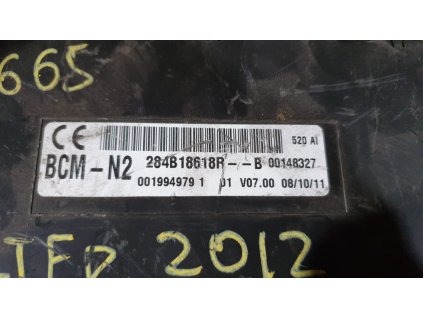 665
CE 520 AI
BCM-N2 284B18618R--B 00148327
001994979 1 01 V07.00 08/10/11
2012